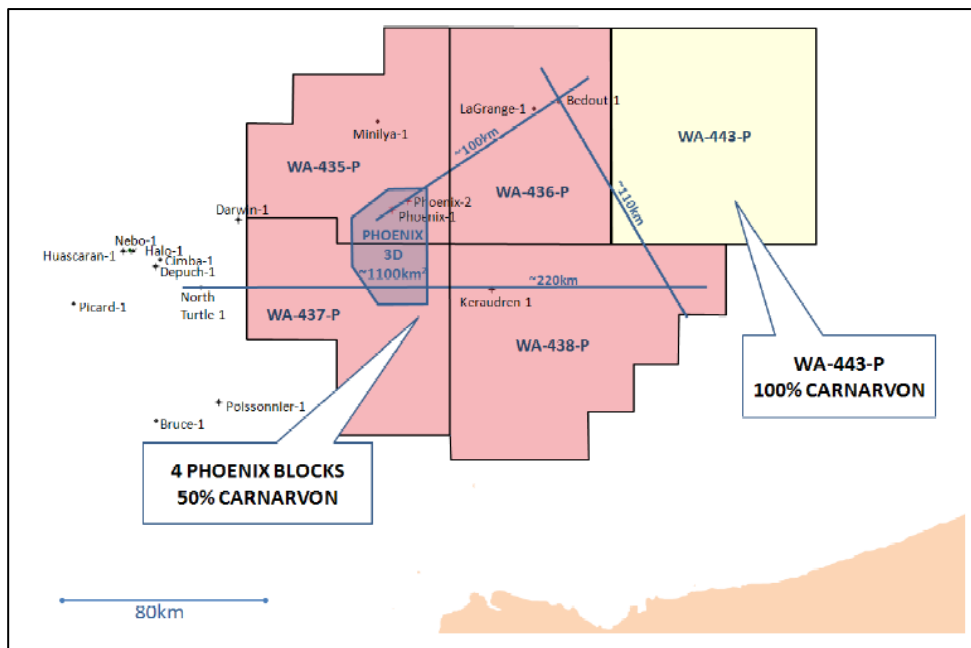 LaGrange-1
Bedout 1
Minilya-1
~100km
WA-443-P
WA-435-P
WA-436-P
~110km
Phoenix-2
Phoenix-1
Darwin-1
PHOENIX
3D
~1100km²
Nebo-1
Huascaran-1
Halo-1
Cimba-1
Depuch-1
~220km
North
Turtle 1
Keraudren 1
Picard-1
WA-437-P
WA-438-P
WA-443-P
100% CARNARVON
Poissonnier-1
Bruce-1
4 PHOENIX BLOCKS
50% CARNARVON
80km